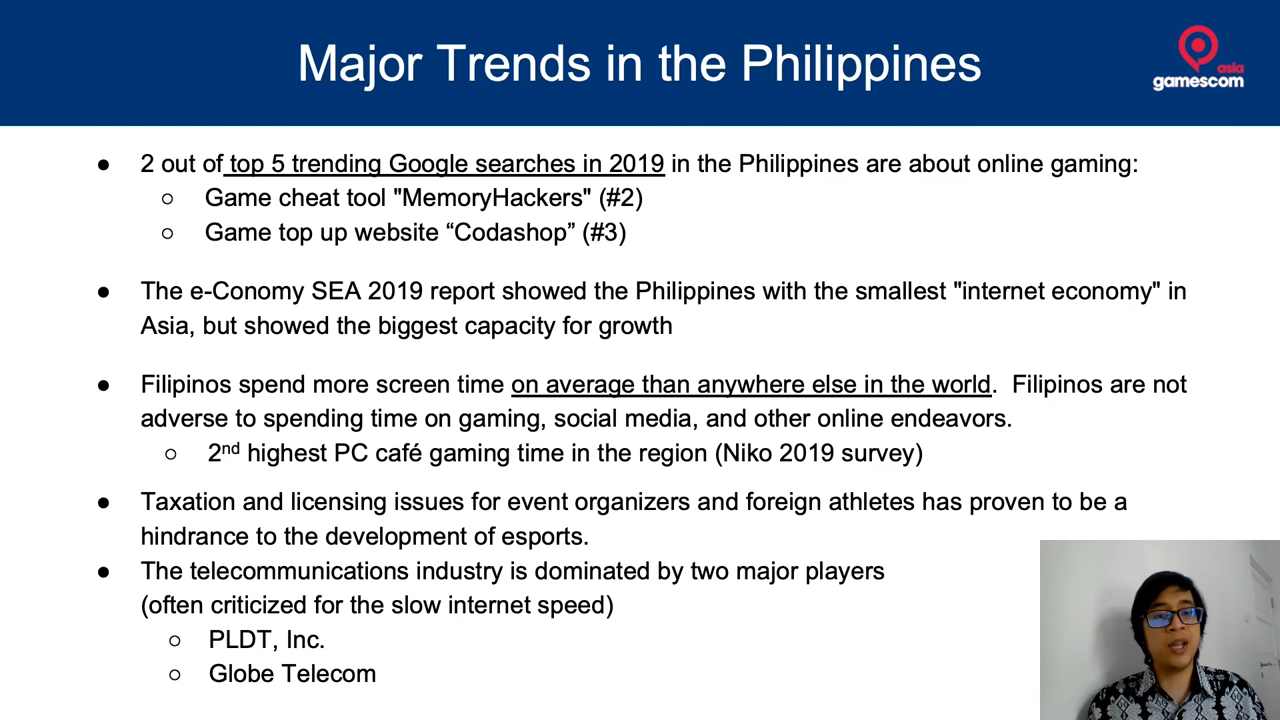 Major Trends in the Philippines
asia
gamescom
● 2 out of top 5 trending Google searches in 2019 in the Philippines are about online gaming:
○ Game cheat tool "MemoryHackers" (#2)
○ Game top up website “Codashop” (#3)
● The e-Conomy SEA 2019 report showed the Philippines with the smallest "internet economy" in
Asia, but showed the biggest capacity for growth
● Filipinos spend more screen time on average than anywhere else in the world. Filipinos are not
adverse to spending time on gaming, social media, and other online endeavors.
○ 2nd highest PC café gaming time in the region (Niko 2019 survey)
● Taxation and licensing issues for event organizers and foreign athletes has proven to be a
hindrance to the development of esports.
● The telecommunications industry is dominated by two major players
(often criticized for the slow internet speed)
○ PLDT, Inc.
○ Globe Telecom